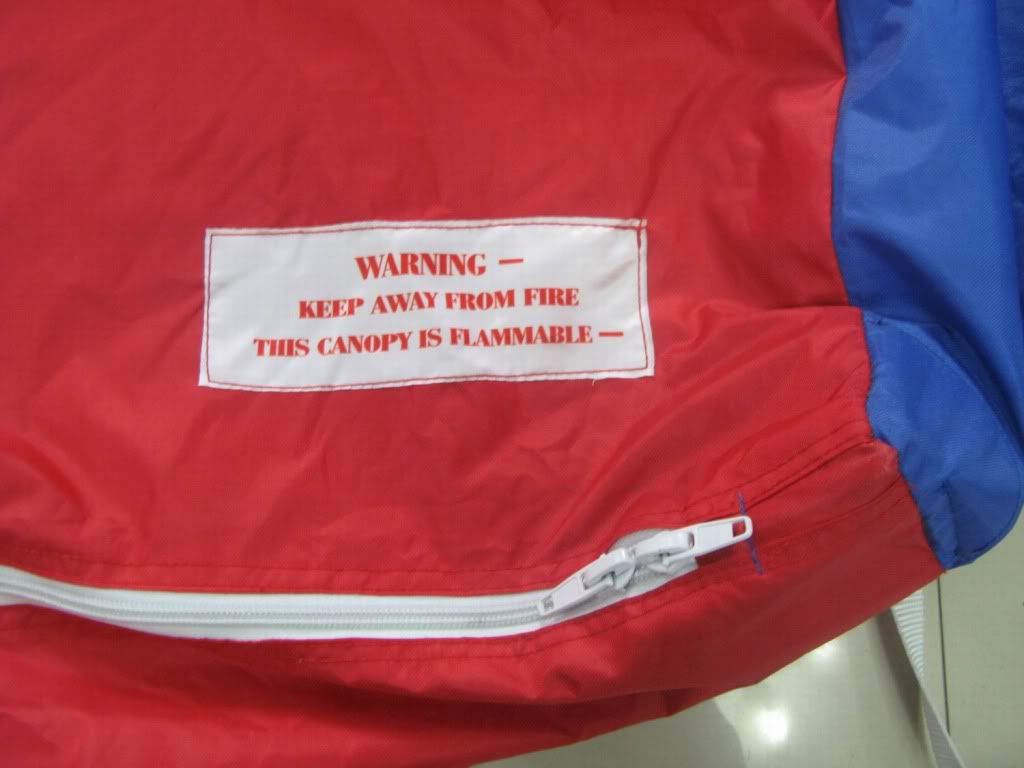 WARNING —
KEEP AWAY FROM FIRE
THIS CANOPY IS FLAMMABLE —